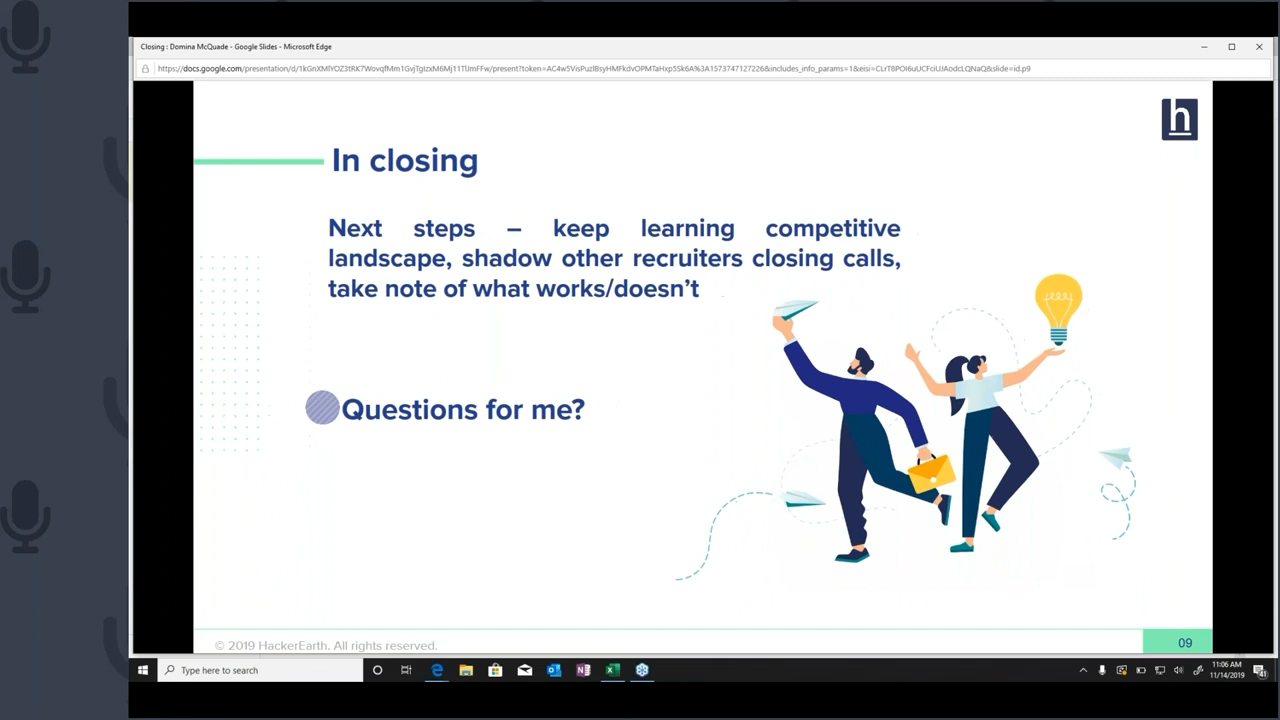 Closing : Domina McQuade - Google Slides - Microsoft Edge
h
In closing
Next steps – keep learning competitive
landscape, shadow other recruiters closing calls,
take note of what works/doesn’t
Questions for me?
© 2019 HackerEarth. All rights reserved.
09
Type here to search
11:06 AM
11/14/2019